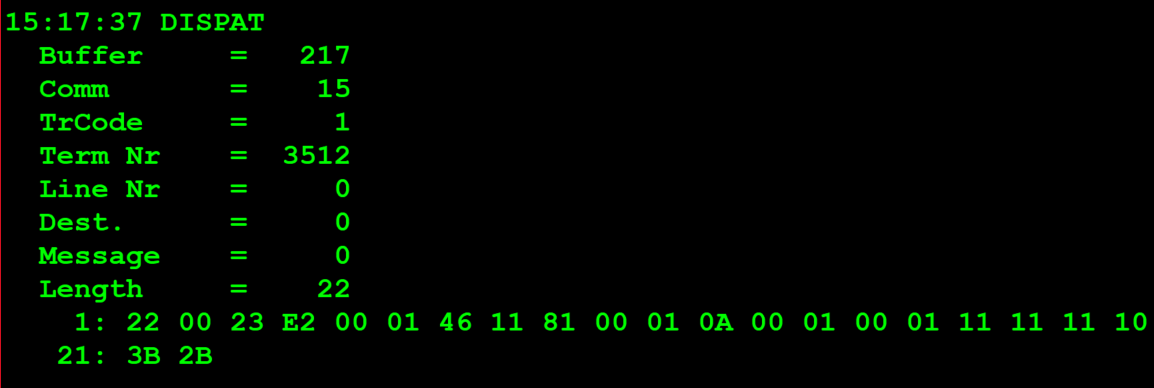 15:17:37 DISPAT
Buffer = 217
Comm = 15
TrCode = 1
Term Nr = 3512
Line Nr = 0
Dest. = 0
Message = 0
Length = 22
1: 22 00 23 E2 00 01 46 11 81 00 01 0A 00 01 00 01 11 11 11 10
21: 3B 2B